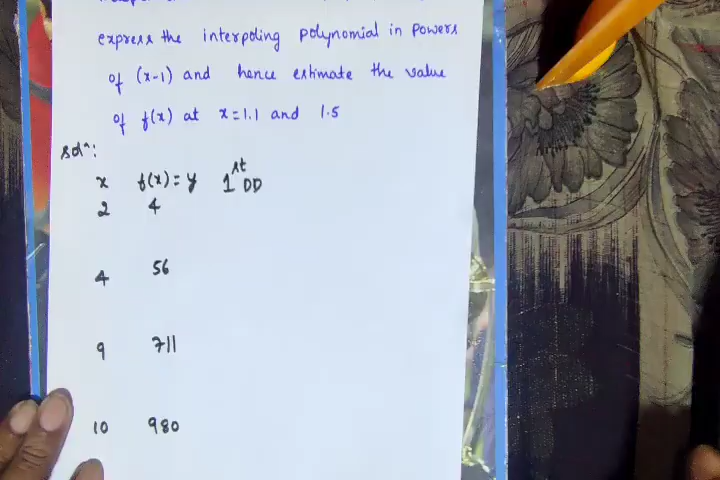 express the interpoling polynomial in powers
of (x-1) and hence estimate the value
of f(x) at x=1.1 and 1.5
solⁿ:
x f(x)=y 1st DD
2 4
4 56
9 711
10 980